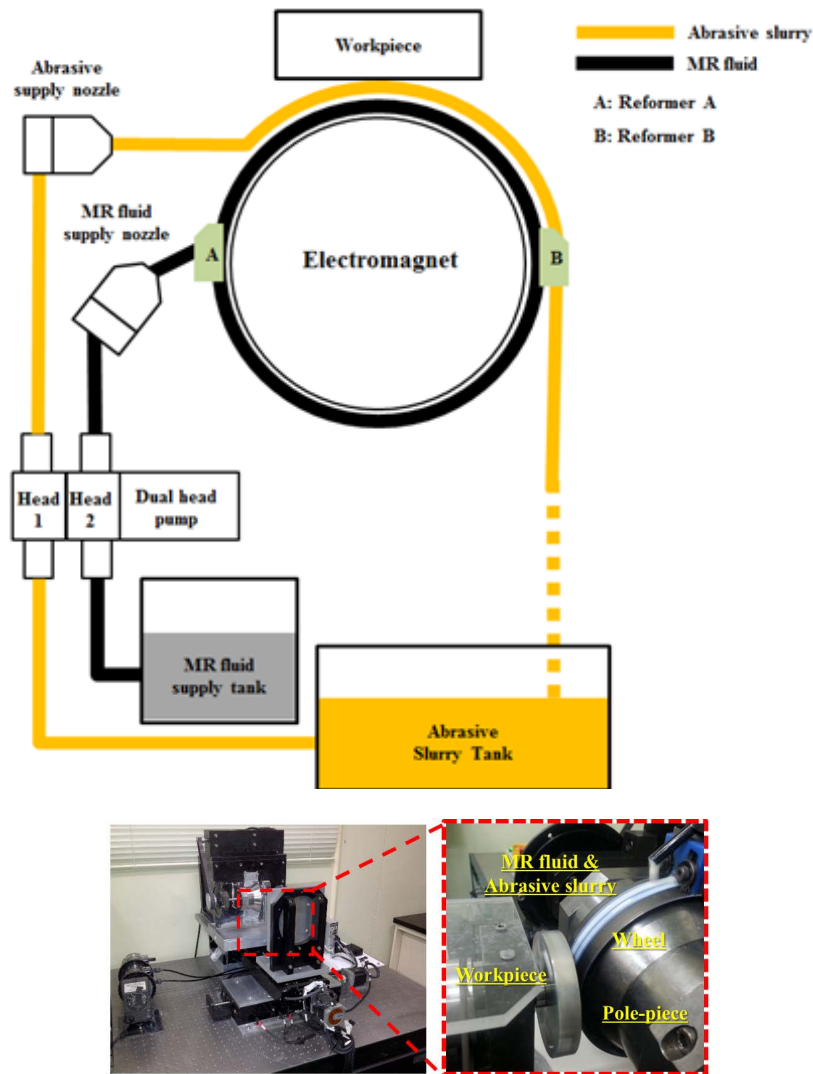 Workpiece
Abrasive slurry
MR fluid
A: Reformer A
B: Reformer B
Abrasive
supply nozzle
MR fluid
supply nozzle
A
Electromagnet
B
Head
1
Head
2
Dual head
pump
MR fluid
supply tank
Abrasive
Slurry Tank
MR fluid &
Abrasive slurry
Wheel
Workpiece
Pole-piece